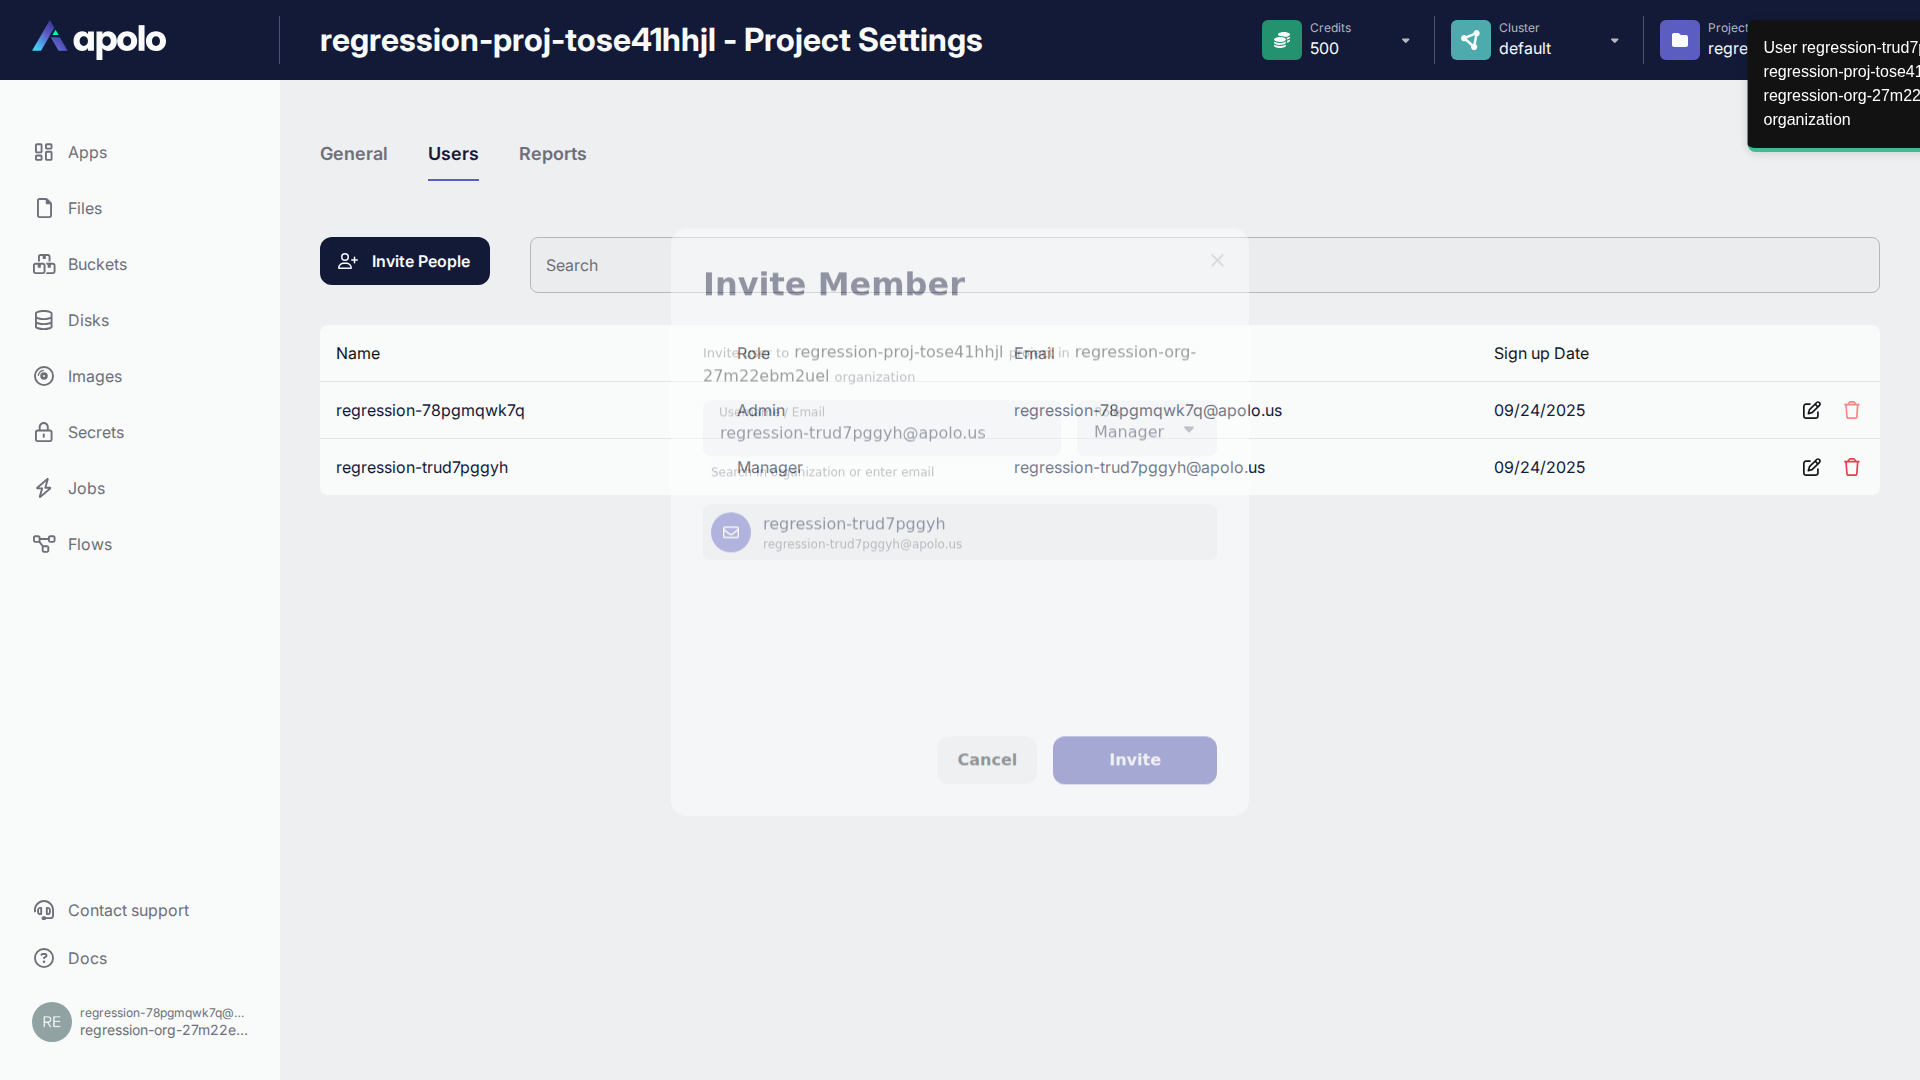 apolo
regression-proj-tose41hhjl - Project Settings
Credits
500
Cluster
default
Project
regre
User regression-trud7p
regression-proj-tose41
regression-org-27m22
organization
Apps
Files
Buckets
Disks
Images
Secrets
Jobs
Flows
Contact support
Docs
RE
regression-78pgmqwk7q@...
regression-org-27m22e...
General
Users
Reports
Invite People
Search
Name
Role
Email
Sign up Date
regression-78pgmqwk7q
Admin
regression-78pgmqwk7q@apolo.us
09/24/2025
regression-trud7pggyh
Manager
regression-trud7pggyh@apolo.us
09/24/2025
Invite Member
Invite user to regression-proj-tose41hhjl project in regression-org-
27m22ebm2uel organization
Username / Email
regression-trud7pggyh@apolo.us
Manager
Search in organization or enter email
regression-trud7pggyh
regression-trud7pggyh@apolo.us
Cancel
Invite